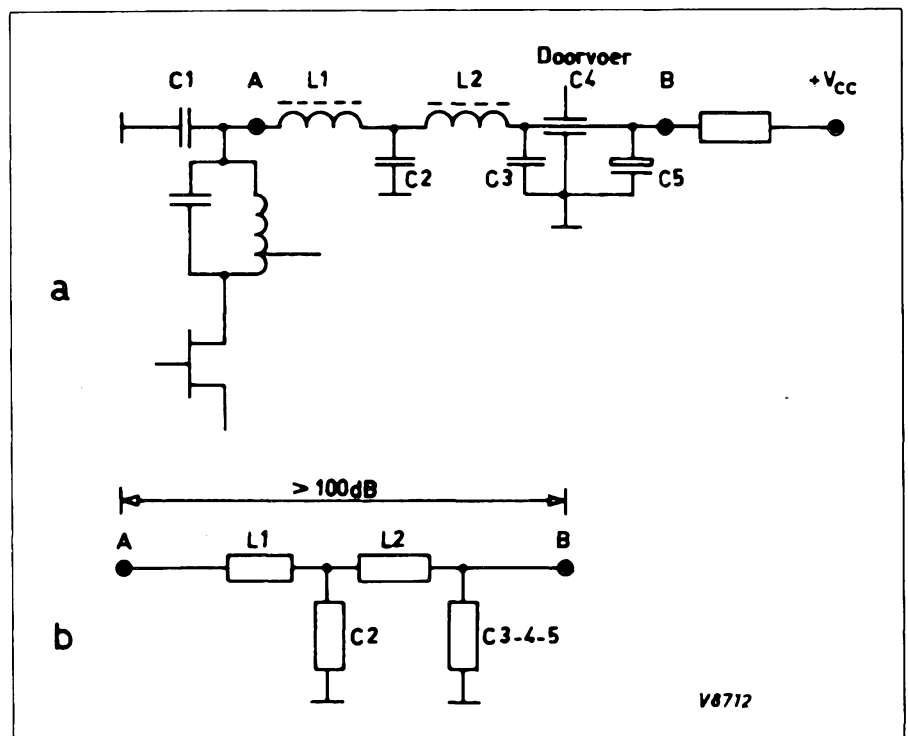 Doorvoer
C1 A L1 L2 C4 B +Vcc
C2 C3 C5
a
> 100dB
A L1 L2 B
C2 C3-4-5
b
V8712